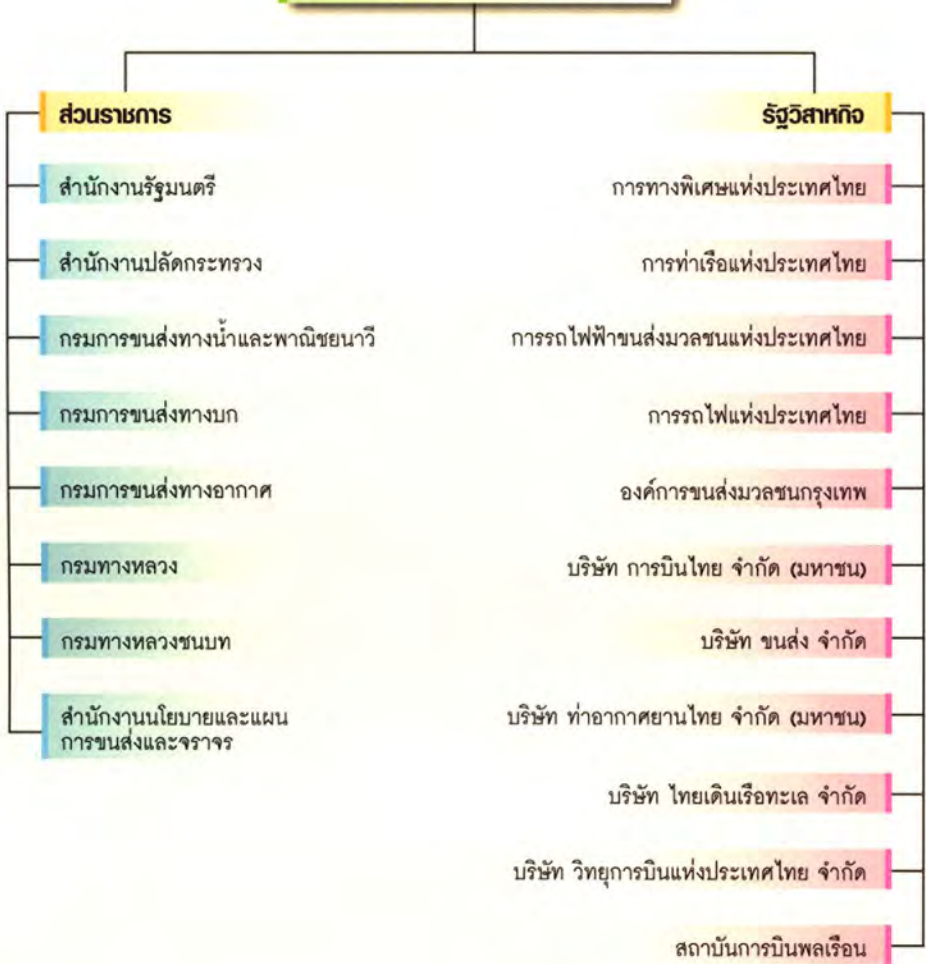 ส่วนราชการ
สำนักงานรัฐมนตรี
สำนักงานปลัดกระทรวง
กรมการขนส่งทางน้ำและพาณิชยนาวี
กรมการขนส่งทางบก
กรมการขนส่งทางอากาศ
กรมทางหลวง
กรมทางหลวงชนบท
สำนักงานนโยบายและแผน
การขนส่งและจราจร
รัฐวิสาหกิจ
การทางพิเศษแห่งประเทศไทย
การท่าเรือแห่งประเทศไทย
การรถไฟฟ้าขนส่งมวลชนแห่งประเทศไทย
การรถไฟแห่งประเทศไทย
องค์การขนส่งมวลชนกรุงเทพ
บริษัท การบินไทย จำกัด (มหาชน)
บริษัท ขนส่ง จำกัด
บริษัท ท่าอากาศยานไทย จำกัด (มหาชน)
บริษัท ไทยเดินเรือทะเล จำกัด
บริษัท วิทยุการบินแห่งประเทศไทย จำกัด
สถาบันการบินพลเรือน